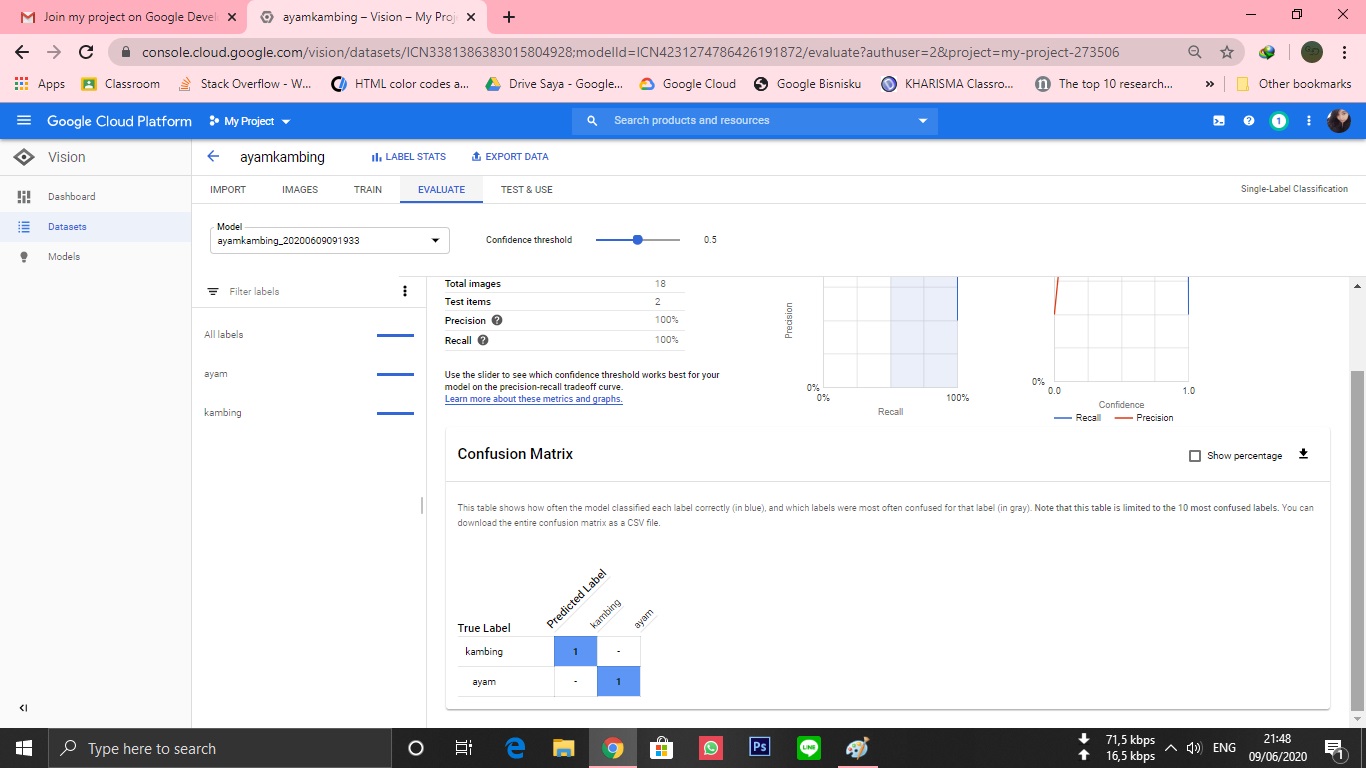 Join my project on Google Devel
ayamkambing – Vision – My Proj
console.cloud.google.com/vision/datasets/ICN3381386383015804928;modelId=ICN4231274786426191872/evaluate?authuser=2&project=my-project-273506
Apps
Classroom
Stack Overflow - W...
HTML color codes a...
Drive Saya - Google...
Google Cloud
Google Bisnisku
KHARISMA Classro...
The top 10 research...
»
Other bookmarks
Google Cloud Platform
My Project
Search products and resources
1
Vision
ayamkambing
LABEL STATS
EXPORT DATA
Dashboard
Datasets
Models
IMPORT
IMAGES
TRAIN
EVALUATE
TEST & USE
Single-Label Classification
Model
ayamkambing_20200609091933
Confidence threshold
0.5
Filter labels
All labels
ayam
kambing
Total images 18
Test items 2
Precision 100%
Recall 100%
Use the slider to see which confidence threshold works best for your
model on the precision-recall tradeoff curve.
Learn more about these metrics and graphs.
Precision
0%
0%
100%
Recall
0%
0.0
1.0
Confidence
Recall
Precision
Confusion Matrix
Show percentage
This table shows how often the model classified each label correctly (in blue), and which labels were most often confused for that label (in gray). Note that this table is limited to the 10 most confused labels. You can
download the entire confusion matrix as a CSV file.
Predicted Label
kambing
ayam
True Label
kambing 1 -
ayam - 1
Type here to search
Ps
LINE
71,5 kbps
16,5 kbps
ENG
21:48
09/06/2020
1